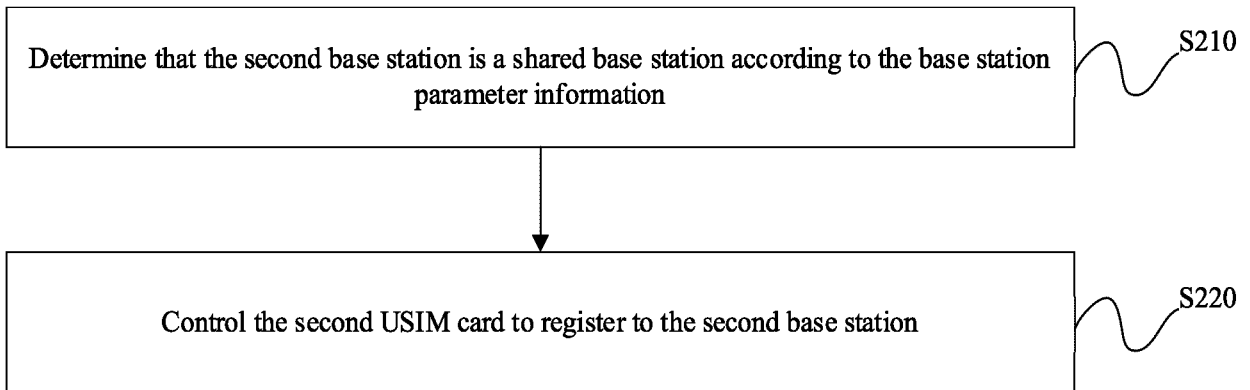 Determine that the second base station is a shared base station according to the base station
parameter information
S210
Control the second USIM card to register to the second base station
S220